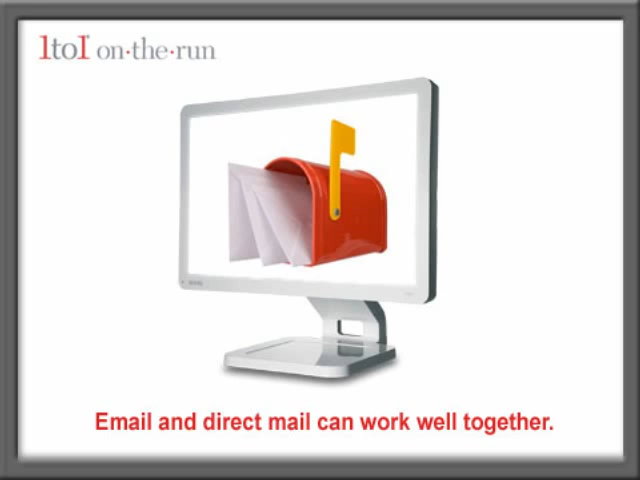 1to1 on·the·run
Email and direct mail can work well together.